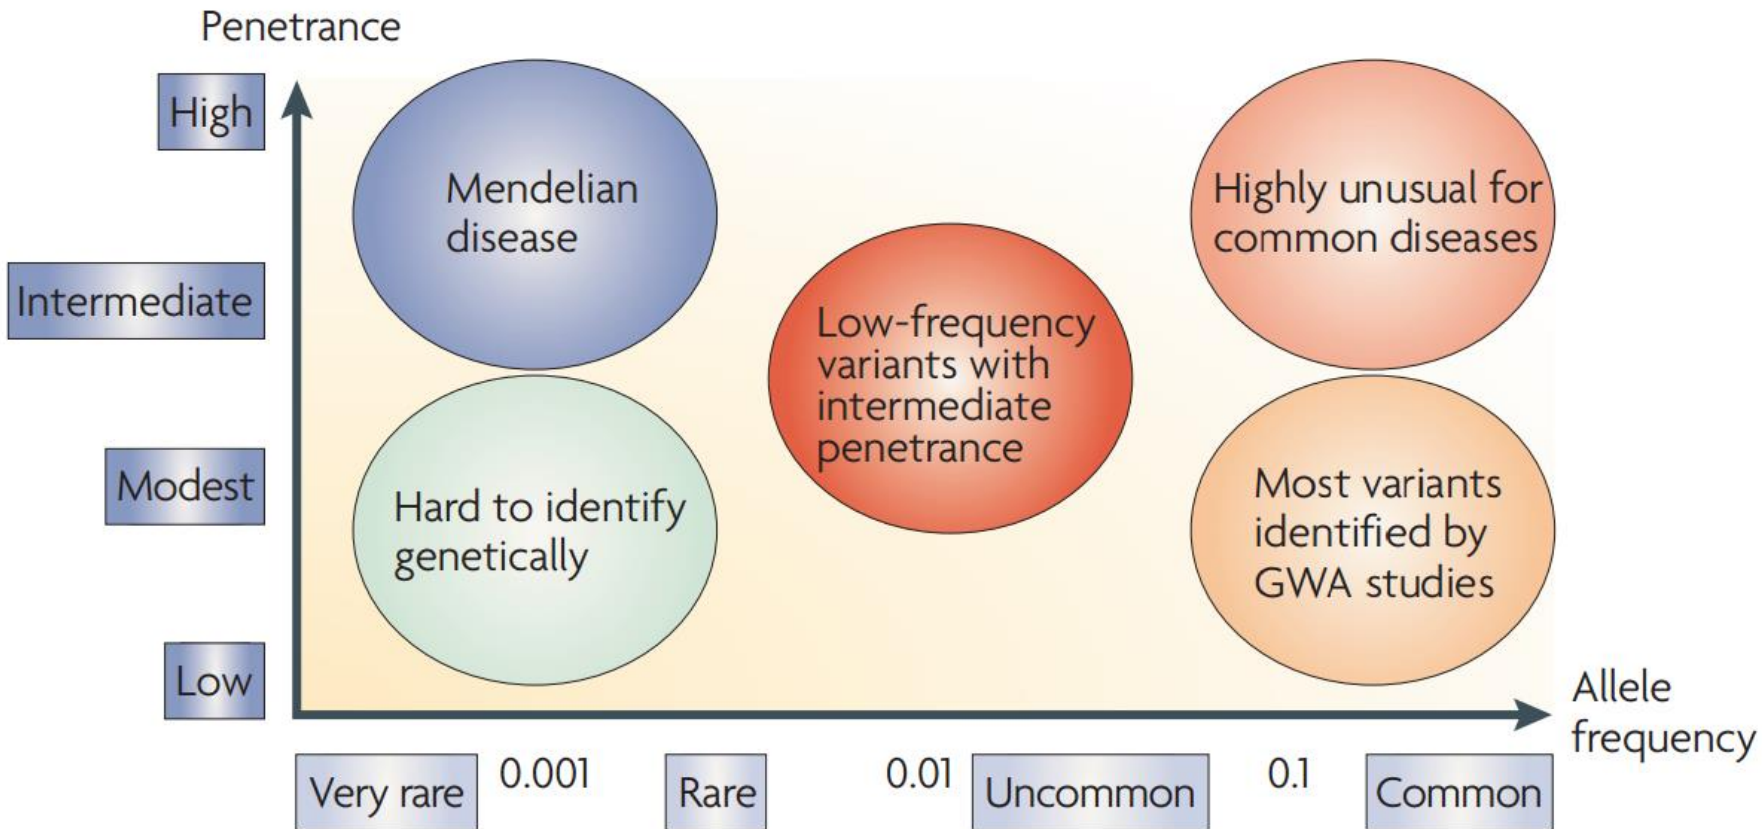 Penetrance
High
Intermediate
Modest
Low
Mendelian
disease
Highly unusual for
common diseases
Low-frequency
variants with
intermediate
penetrance
Hard to identify
genetically
Most variants
identified by
GWA studies
Allele
frequency
Very rare
0.001
Rare
0.01
Uncommon
0.1
Common